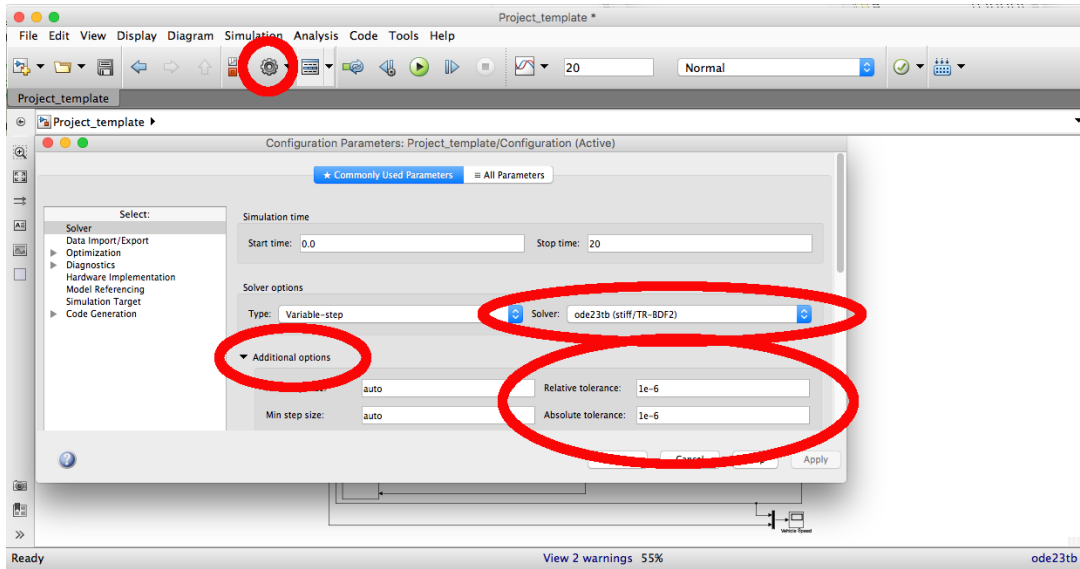 Project_template *
File Edit View Display Diagram Simulation Analysis Code Tools Help
20 Normal
Project_template
Project_template
Configuration Parameters: Project_template/Configuration (Active)
★ Commonly Used Parameters ≡ All Parameters
Select:
Solver
Data Import/Export
Optimization
Diagnostics
Hardware Implementation
Model Referencing
Simulation Target
Code Generation
Simulation time
Start time: 0.0 Stop time: 20
Solver options
Type: Variable-step Solver: ode23tb (stiff/TR-BDF2)
Additional options
auto Relative tolerance: 1e-6
Min step size: auto Absolute tolerance: 1e-6
Cancel Apply
Vehicle Speed
Ready View 2 warnings 55% ode23tb